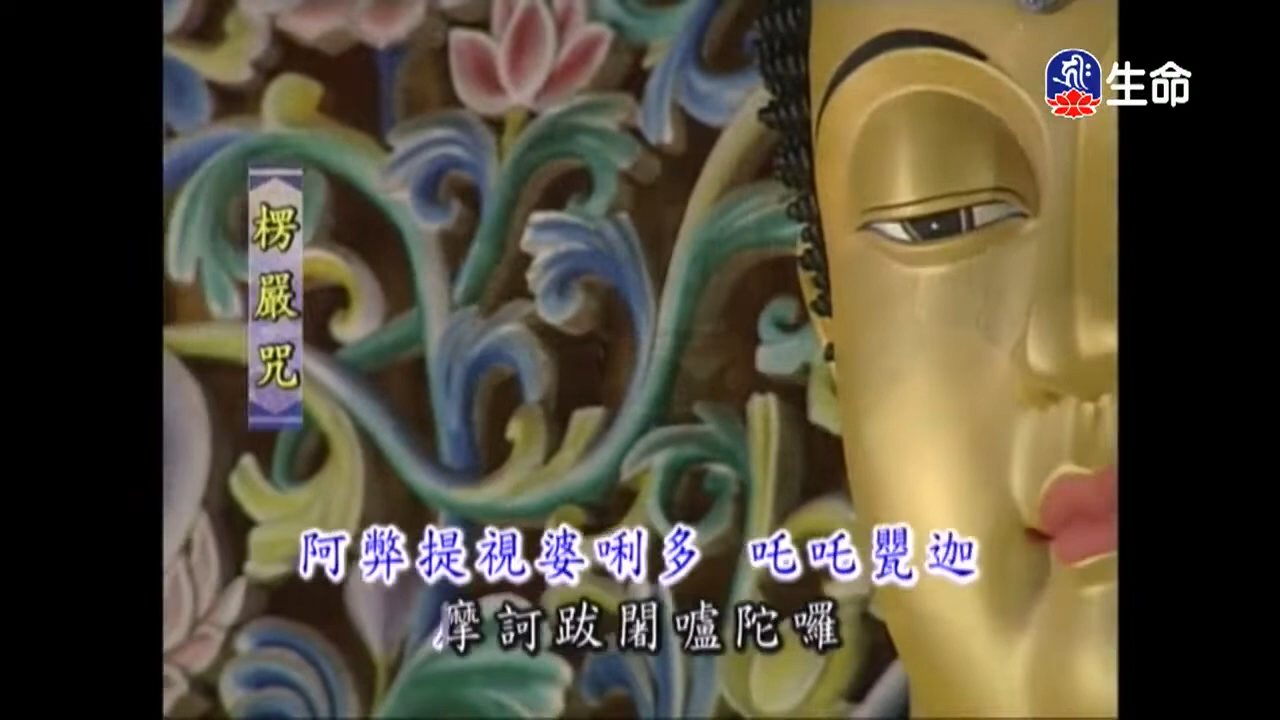 生命
楞嚴咒
阿弊提視婆唎多 吒吒甖迦
摩訶跋闍嚧陀囉